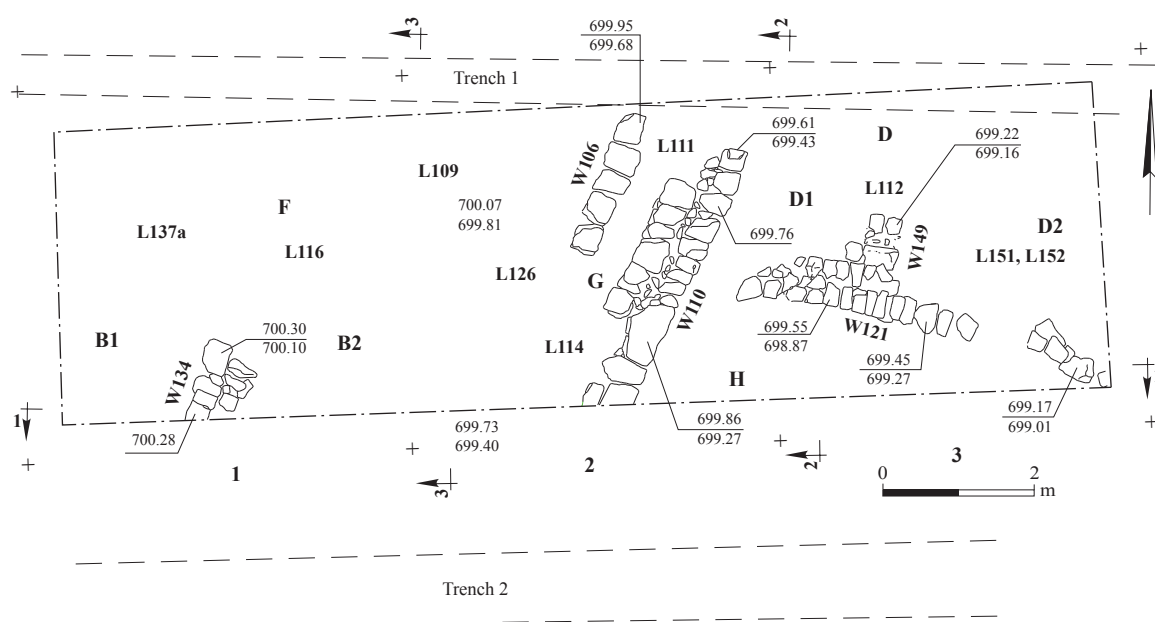 3
699.95
699.68
2
Trench 1
699.61
699.43
D
699.22
699.16
W106
L111
L109
L112
D1
700.07
699.81
F
L137a
699.76
W149
D2
L116
L151, L152
L126
G
W110
700.30
700.10
B1
B2
699.55
698.87
W121
L114
699.45
699.27
W134
H
699.17
699.01
1
700.28
699.73
699.40
699.86
699.27
1
2
2
3
3
0
2
m
Trench 2